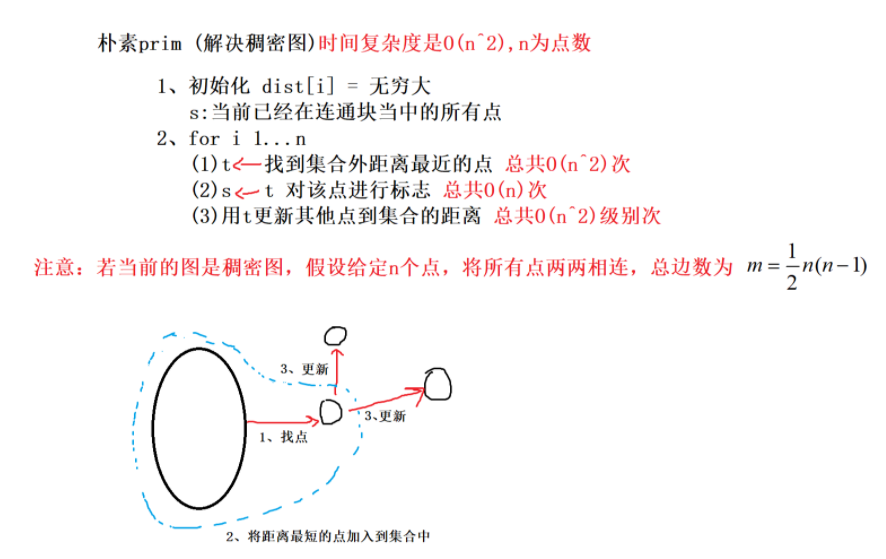 朴素prim (解决稠密图)时间复杂度是O(n^2),n为点数
1、初始化 dist[i] = 无穷大
s:当前已经在连通块当中的所有点
2、for i 1...n
(1)t←找到集合外距离最近的点 总共O(n^2)次
(2)s←t 对该点进行标志 总共O(n)次
(3)用t更新其他点到集合的距离 总共O(n^2)级别次
注意：若当前的图是稠密图，假设给定n个点，将所有点两两相连，总边数为 m=1/2n(n−1)
3、更新
3、更新
1、找点
2、将距离最短的点加入到集合中